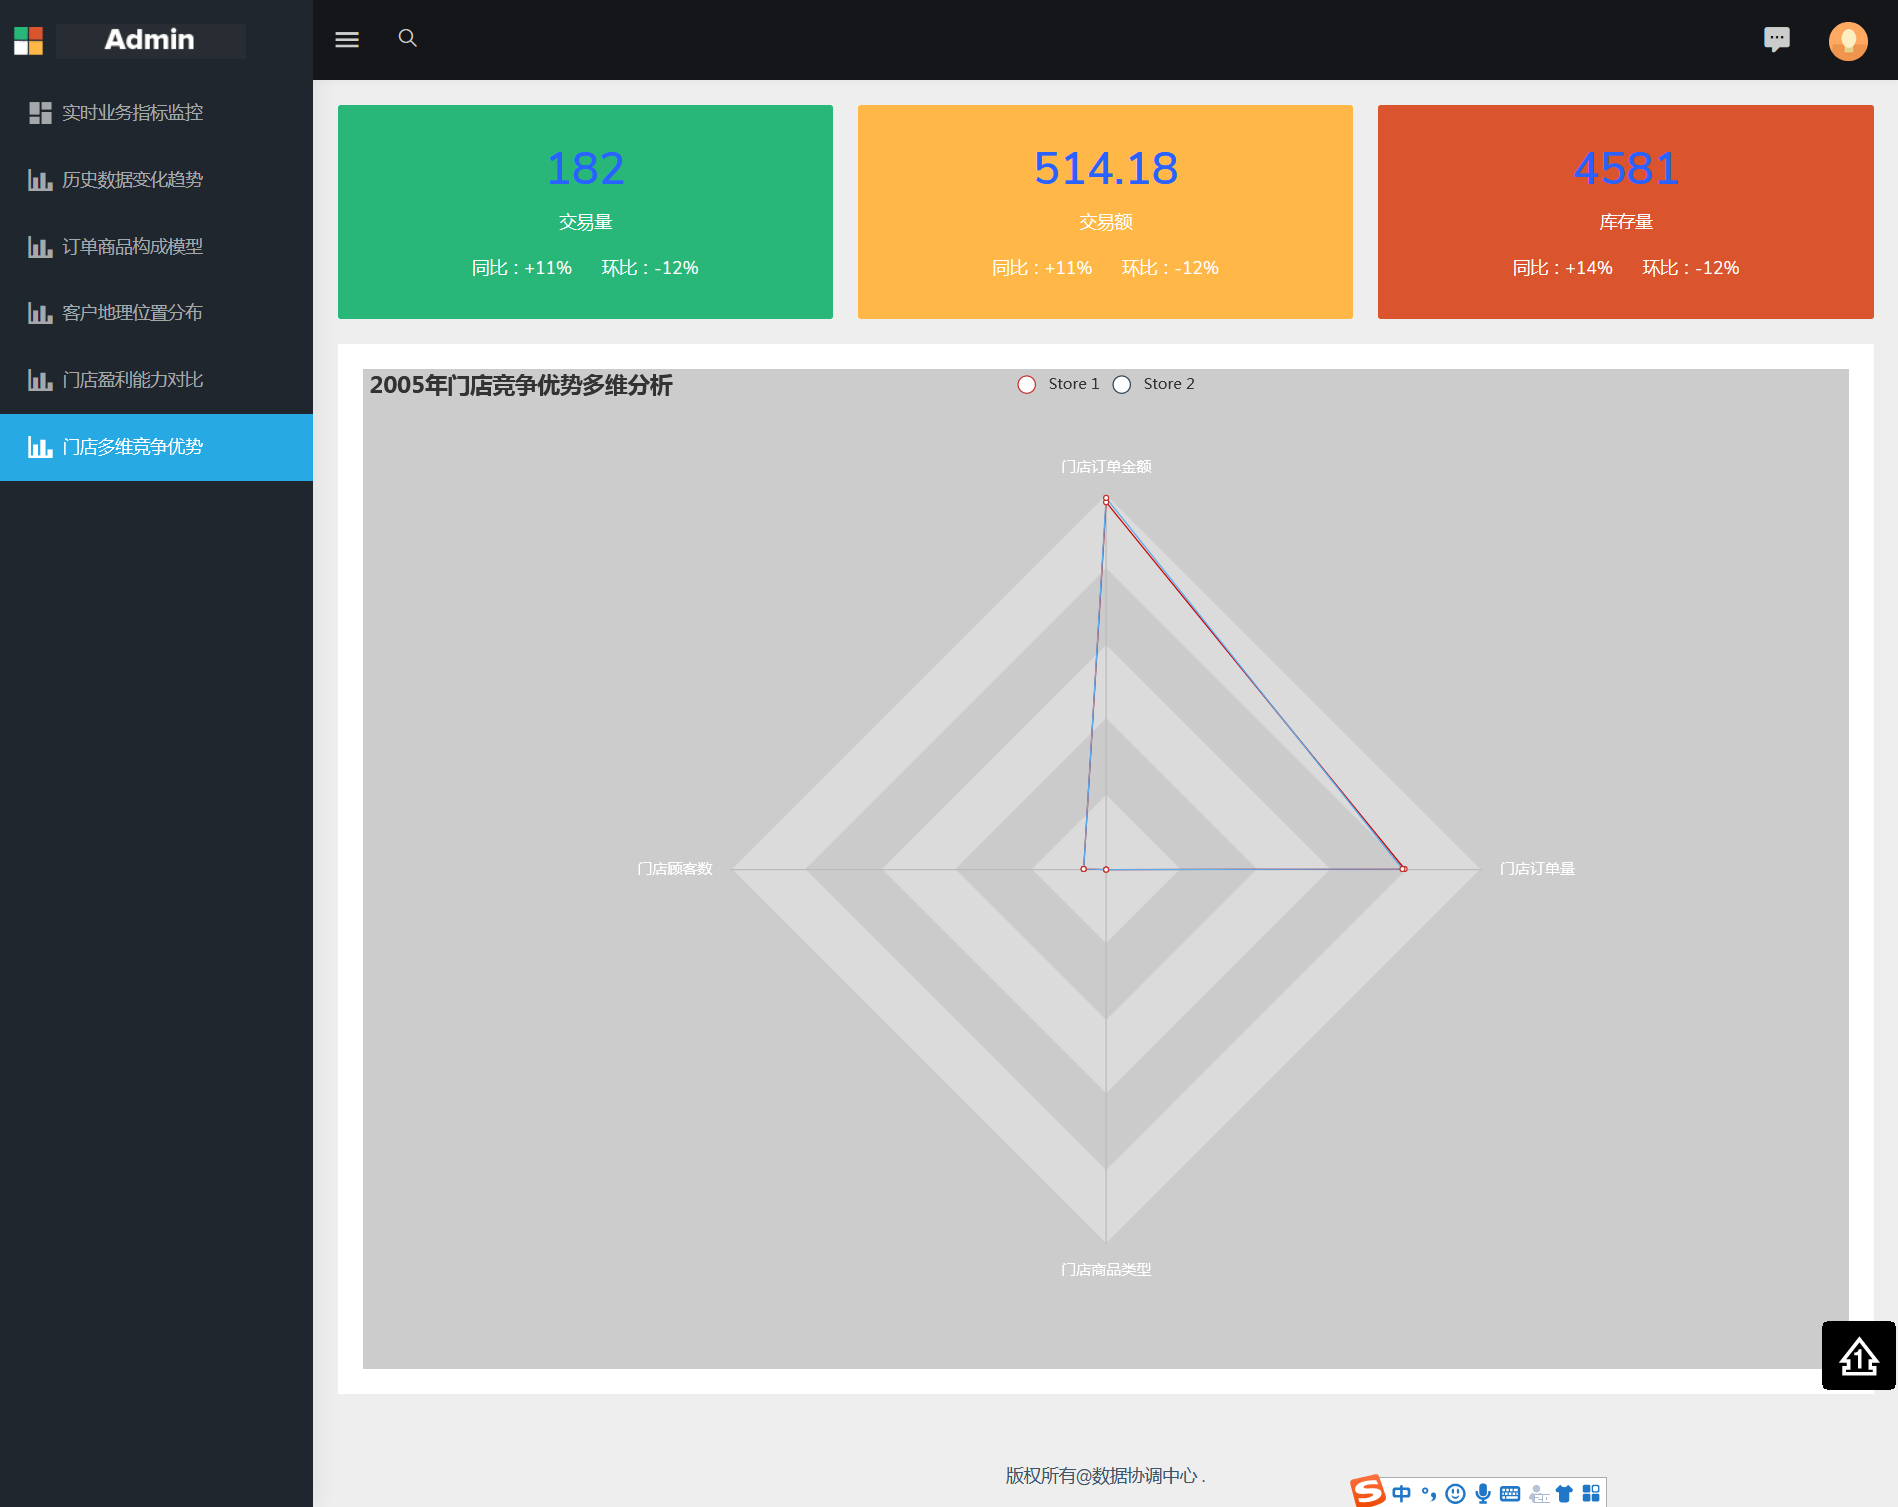 Admin
实时业务指标监控
历史数据变化趋势
订单商品构成模型
客户地理位置分布
门店盈利能力对比
门店多维竞争优势
182
交易量
同比：+11% 环比：-12%
514.18
交易额
同比：+11% 环比：-12%
4581
库存量
同比：+14% 环比：-12%
2005年门店竞争优势多维分析
Store 1 Store 2
门店订单金额
门店顾客数
门店订单量
门店商品类型
1
版权所有@数据协调中心 .
S 中